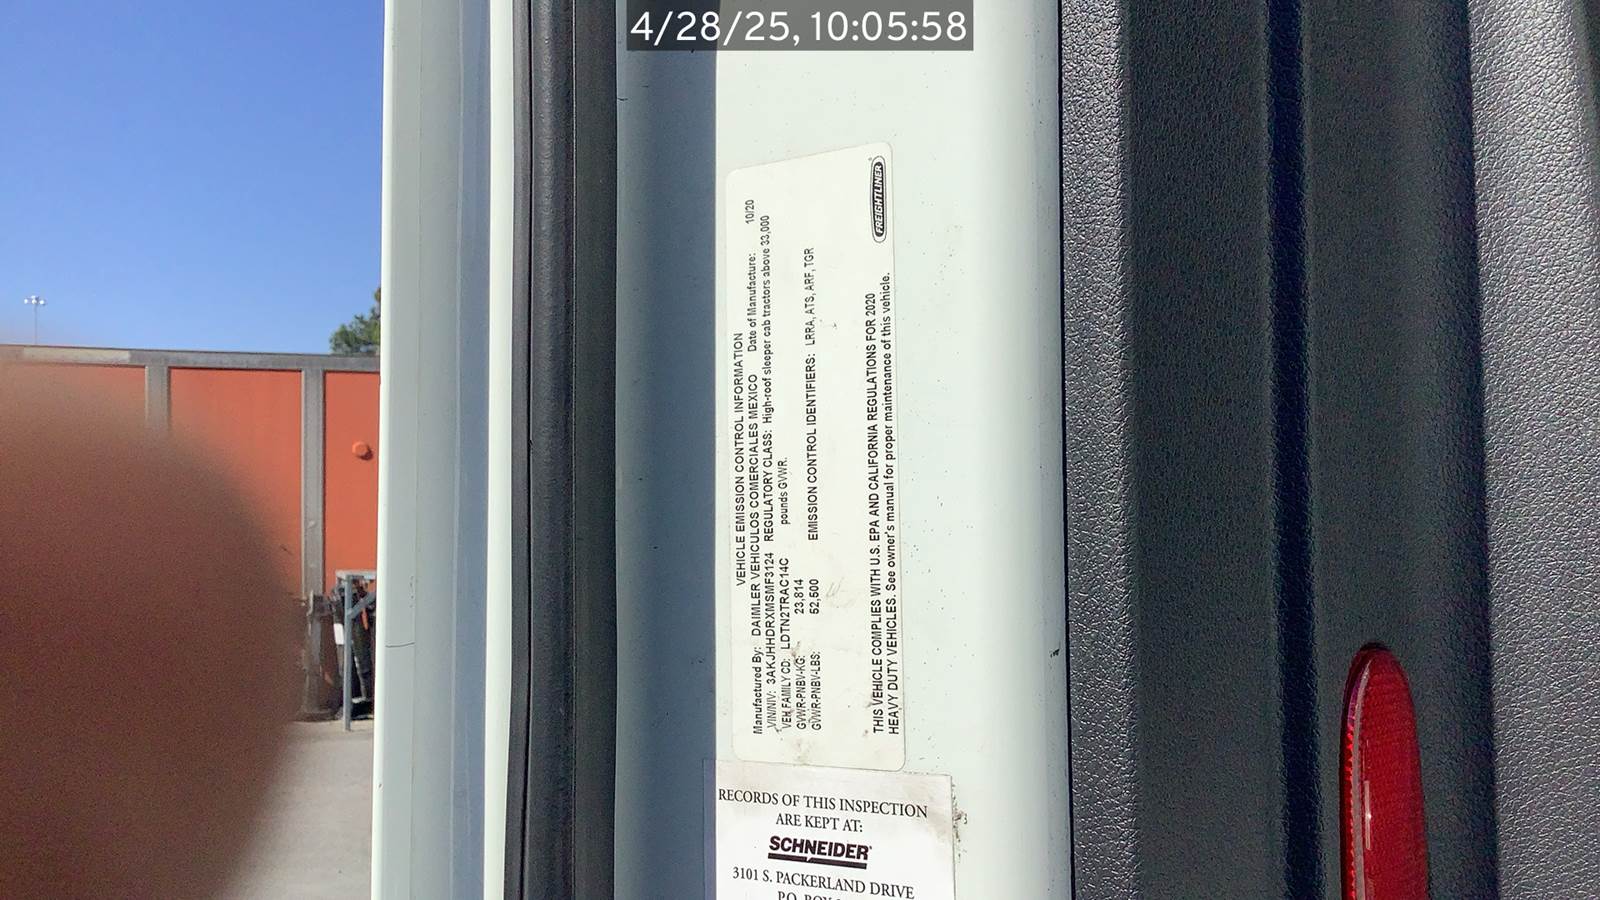 4/28/25, 10:05:58
FREIGHTLINER
VEHICLE EMISSION CONTROL INFORMATION
Manufactured By: DAIMLER VEHICULOS COMERCIALES MEXICO Date of Manufacture: 10/20
VIN/NIV: 3AKJHHDRXMSMF3124 REGULATORY CLASS: High-roof sleeper cab tractors above 33,000
VEH FAMILY CD: LDTN2TRAC14C pounds GVWR.
GVWR-PNBV-KG: 23,814
GVWR-PNBV-LBS: 52,500 EMISSION CONTROL IDENTIFIERS: LRRA, ATS, ARF, TGR
THIS VEHICLE COMPLIES WITH U.S. EPA AND CALIFORNIA REGULATIONS FOR 2020
HEAVY DUTY VEHICLES. See owner's manual for proper maintenance of this vehicle.
RECORDS OF THIS INSPECTION
ARE KEPT AT:
SCHNEIDER
3101 S. PACKERLAND DRIVE
P.O. BOX